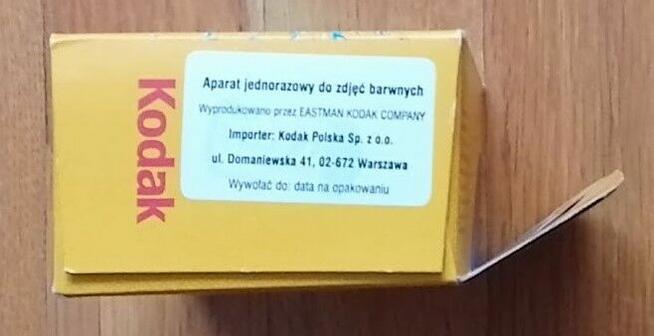 Kodak
Aparat jednorazowy do zdjęć barwnych
Wyprodukowano przez EASTMAN KODAK COMPANY
Importer: Kodak Polska Sp. z o.o.
ul. Domaniewska 41, 02-672 Warszawa
Wywołać do: data na opakowaniu